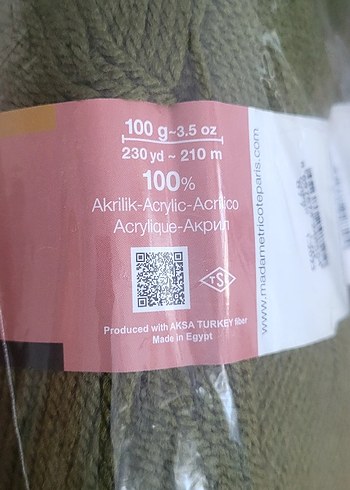 100 g~3.5 oz
230 yd ~ 210 m
100%
Akrilik-Acrylic-Acrilico
Acrylique-Акрил
TS
Produced with AKSA TURKEY fiber
Made in Egypt
www.madametricoteparis.com